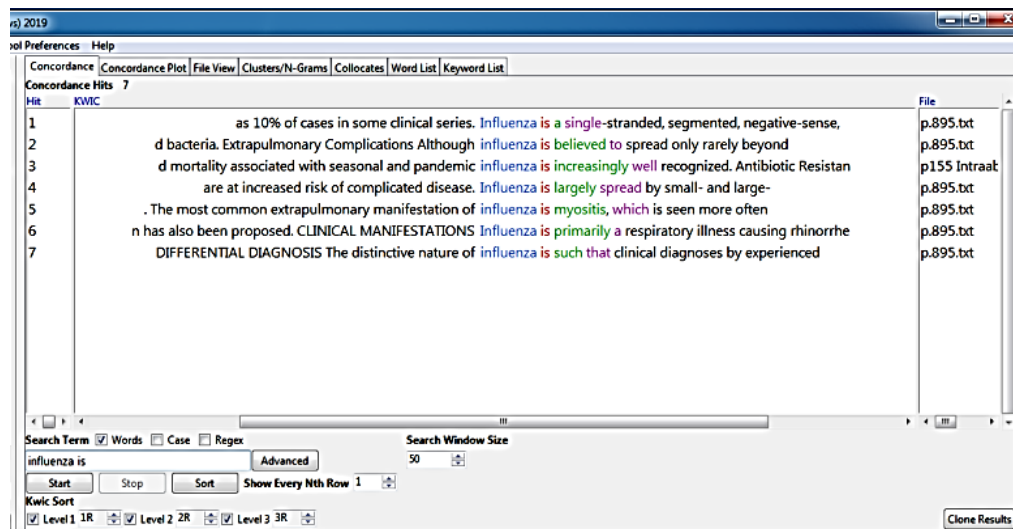 vs) 2019
ool Preferences Help
Concordance Concordance Plot File View Clusters/N-Grams Collocates Word List Keyword List
Concordance Hits 7
Hit KWIC File
1 as 10% of cases in some clinical series. Influenza is a single-stranded, segmented, negative-sense, p.895.txt
2 d bacteria. Extrapulmonary Complications Although influenza is believed to spread only rarely beyond p.895.txt
3 d mortality associated with seasonal and pandemic influenza is increasingly well recognized. Antibiotic Resistan p155 Intraab
4 are at increased risk of complicated disease. Influenza is largely spread by small- and large- p.895.txt
5 . The most common extrapulmonary manifestation of influenza is myositis, which is seen more often p.895.txt
6 n has also been proposed. CLINICAL MANIFESTATIONS Influenza is primarily a respiratory illness causing rhinorrhe p.895.txt
7 DIFFERENTIAL DIAGNOSIS The distinctive nature of influenza is such that clinical diagnoses by experienced p.895.txt
Search Term Words Case Regex Search Window Size
influenza is Advanced 50
Start Stop Sort Show Every Nth Row 1
Kwic Sort
Level 1 1R Level 2 2R Level 3 3R Clone Results